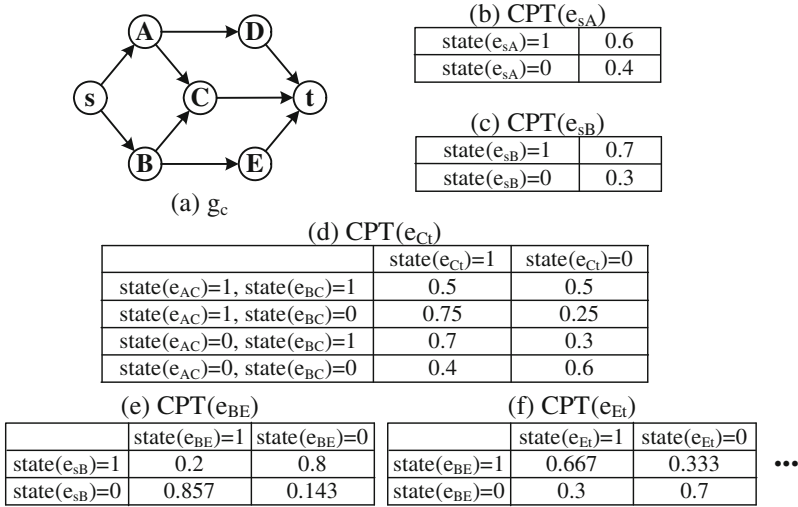 A D
s C t
B E
(a) g_c
(b) CPT(e_sA)
state(e_sA)=1 0.6
state(e_sA)=0 0.4
(c) CPT(e_sB)
state(e_sB)=1 0.7
state(e_sB)=0 0.3
(d) CPT(e_Ct)
state(e_Ct)=1 state(e_Ct)=0
state(e_AC)=1, state(e_BC)=1 0.5 0.5
state(e_AC)=1, state(e_BC)=0 0.75 0.25
state(e_AC)=0, state(e_BC)=1 0.7 0.3
state(e_AC)=0, state(e_BC)=0 0.4 0.6
(e) CPT(e_BE)
state(e_BE)=1 state(e_BE)=0
state(e_sB)=1 0.2 0.8
state(e_sB)=0 0.857 0.143
(f) CPT(e_Et)
state(e_Et)=1 state(e_Et)=0
state(e_BE)=1 0.667 0.333
state(e_BE)=0 0.3 0.7
...